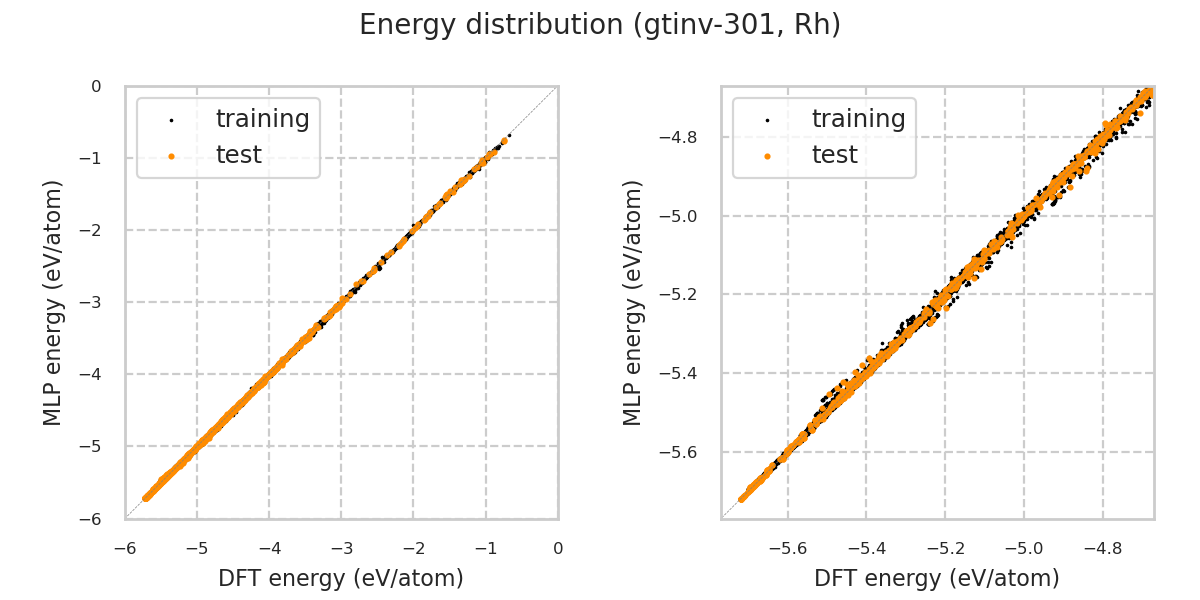 Energy distribution (gtinv-301, Rh)
0
−1
−2
−3
−4
−5
−6
MLP energy (eV/atom)
training
test
−6
−5
−4
−3
−2
−1
0
DFT energy (eV/atom)
−4.8
−5.0
−5.2
−5.4
−5.6
MLP energy (eV/atom)
training
test
−5.6
−5.4
−5.2
−5.0
−4.8
DFT energy (eV/atom)